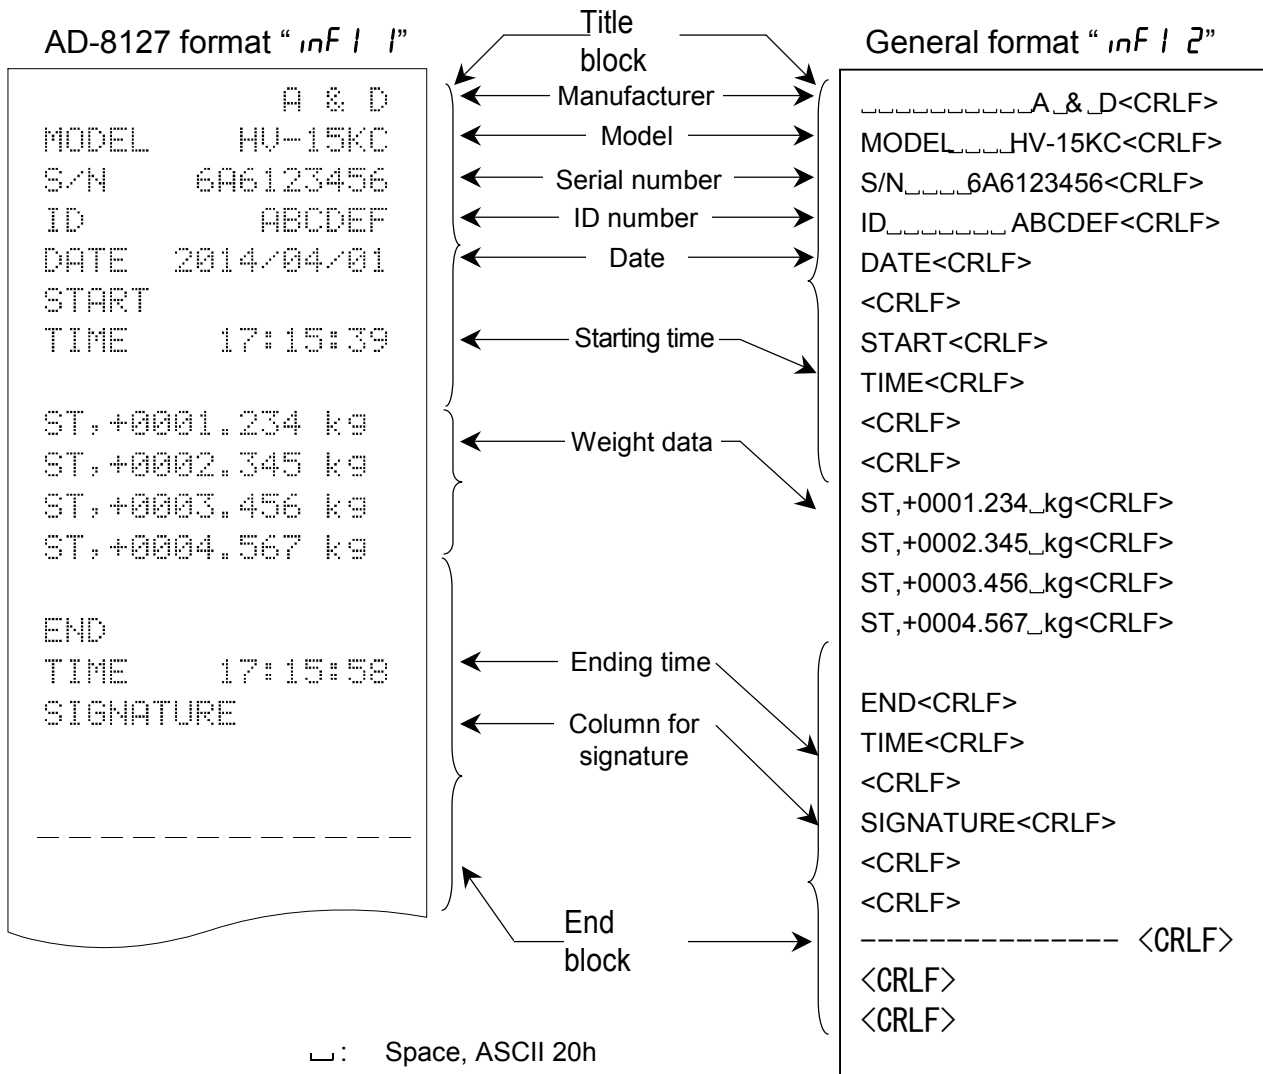 AD-8127 format “ inF1 1”
A & D
MODEL HV-15KC
S/N 6A6123456
ID ABCDEF
DATE 2014/04/01
START
TIME 17:15:39
ST,+0001.234 kg
ST,+0002.345 kg
ST,+0003.456 kg
ST,+0004.567 kg
END
TIME 17:15:58
SIGNATURE
_ _ _ _ _ _ _ _ _ _ _ _
Title
block
Manufacturer
Model
Serial number
ID number
Date
Starting time
Weight data
Ending time
Column for
signature
End
block
General format “ inF1 2”
␣␣␣␣␣␣␣␣␣␣A␣&␣D<CRLF>
MODEL␣␣␣␣HV-15KC<CRLF>
S/N␣␣␣␣6A6123456<CRLF>
ID␣␣␣␣␣␣␣ ABCDEF<CRLF>
DATE<CRLF>
<CRLF>
START<CRLF>
TIME<CRLF>
<CRLF>
<CRLF>
ST,+0001.234␣kg<CRLF>
ST,+0002.345␣kg<CRLF>
ST,+0003.456␣kg<CRLF>
ST,+0004.567␣kg<CRLF>
END<CRLF>
TIME<CRLF>
<CRLF>
SIGNATURE<CRLF>
<CRLF>
<CRLF>
--------------- <CRLF>
<CRLF>
<CRLF>
␣ : Space, ASCII 20h